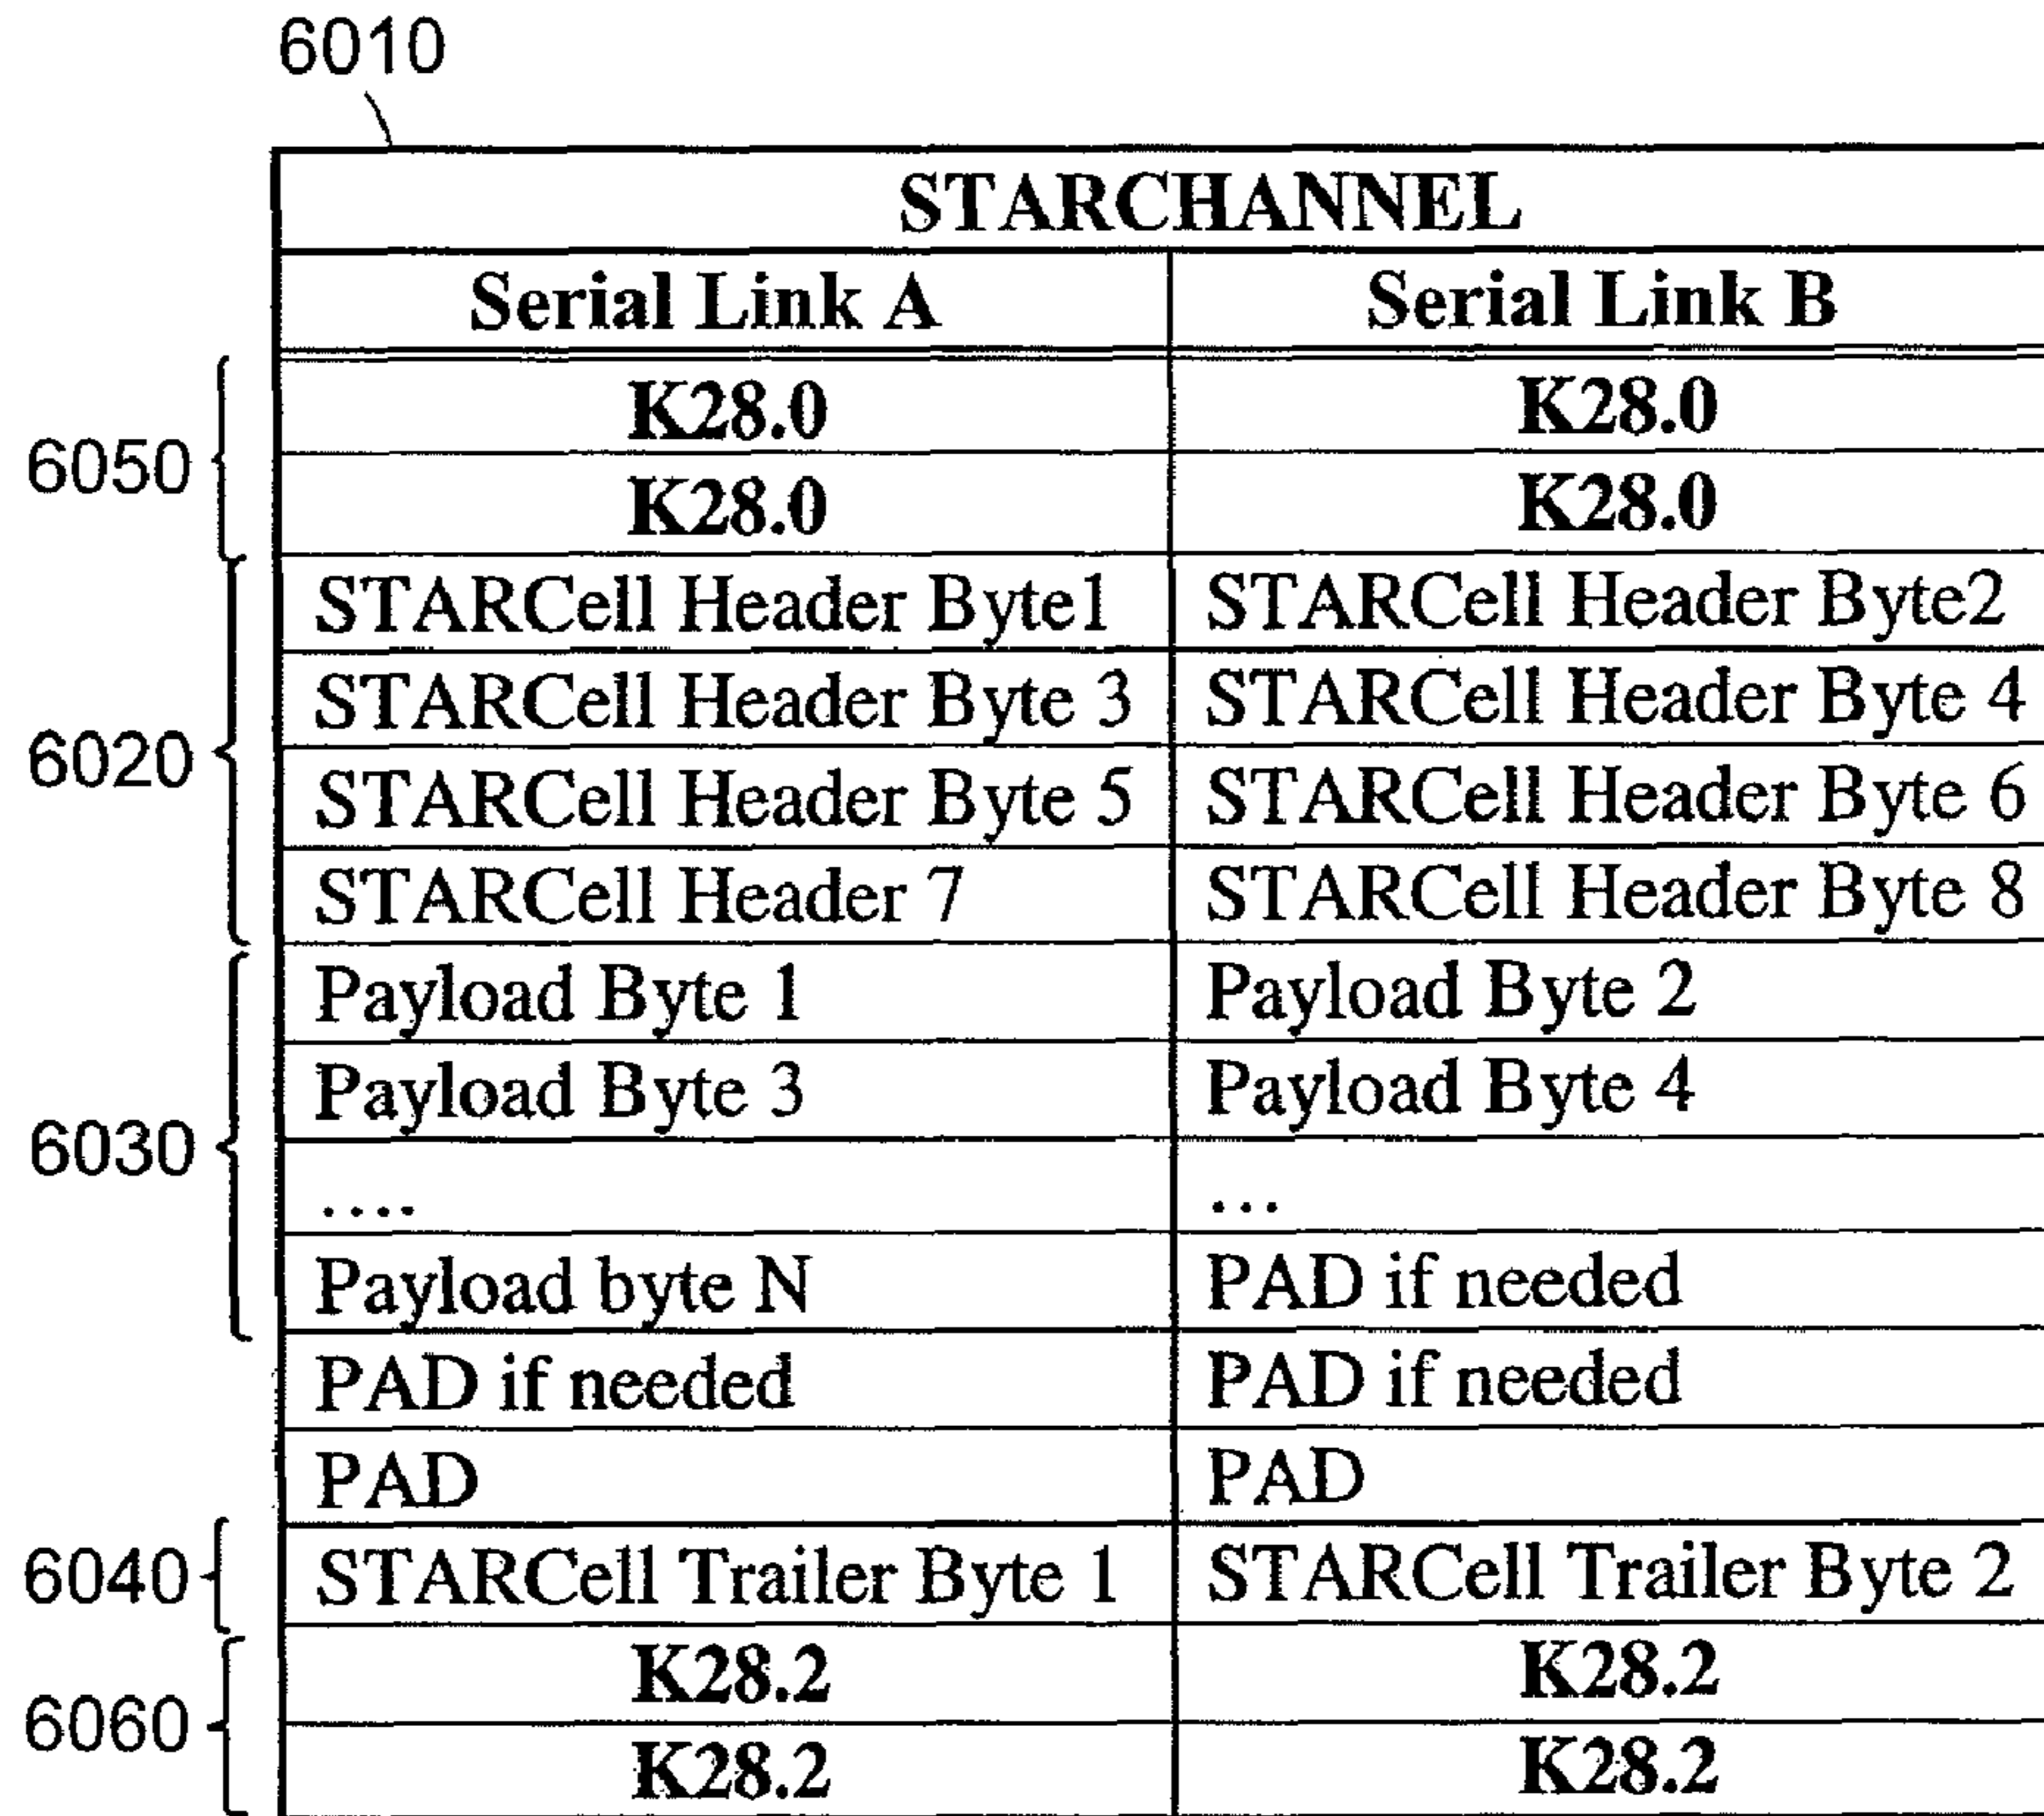 6010
STARCHANNEL
Serial Link A Serial Link B
K28.0 K28.0
6050
K28.0 K28.0
STARCell Header Byte1 STARCell Header Byte2
STARCell Header Byte 3 STARCell Header Byte 4
6020
STARCell Header Byte 5 STARCell Header Byte 6
STARCell Header 7 STARCell Header Byte 8
Payload Byte 1 Payload Byte 2
Payload Byte 3 Payload Byte 4
6030
.... ...
Payload byte N PAD if needed
PAD if needed PAD if needed
PAD PAD
6040 STARCell Trailer Byte 1 STARCell Trailer Byte 2
K28.2 K28.2
6060
K28.2 K28.2